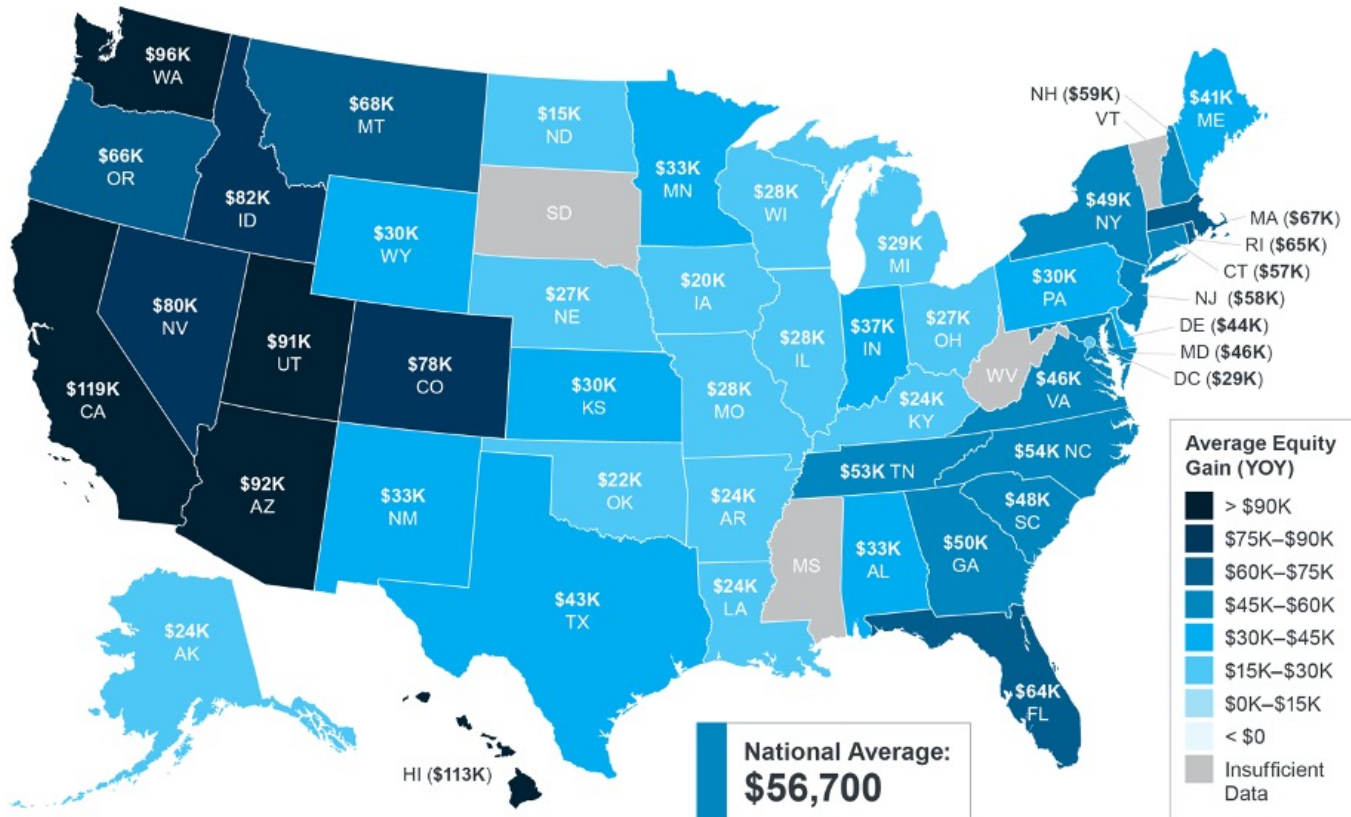 $96K
WA
$68K
MT
$15K
ND
$33K
MN
$28K
WI
NH ($59K)
VT
$41K
ME
$66K
OR
$82K
ID
$30K
WY
SD
$29K
MI
$49K
NY
MA ($67K)
RI ($65K)
CT ($57K)
NJ ($58K)
DE ($44K)
MD ($46K)
DC ($29K)
$80K
NV
$91K
UT
$78K
CO
$27K
NE
$20K
IA
$28K
IL
$37K
IN
$27K
OH
$30K
PA
WV
$46K
VA
$119K
CA
$30K
KS
$28K
MO
$24K
KY
$92K
AZ
$33K
NM
$22K
OK
$24K
AR
$53K TN
$54K NC
$48K
SC
$43K
TX
$24K
LA
MS
$33K
AL
$50K
GA
$64K
FL
$24K
AK
HI ($113K)
National Average:
$56,700
Average Equity
Gain (YOY)
> $90K
$75K–$90K
$60K–$75K
$45K–$60K
$30K–$45K
$15K–$30K
$0K–$15K
< $0
Insufficient
Data